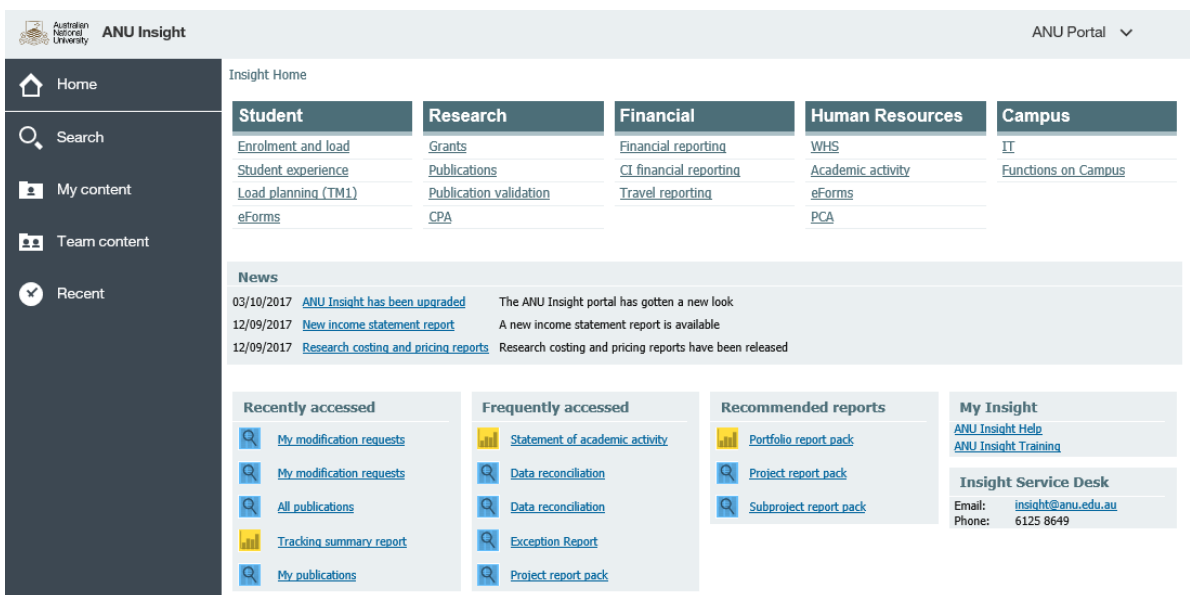 Australian
National
University
ANU Insight
ANU Portal
Home
Search
My content
Team content
Recent
Insight Home
Student
Enrolment and load
Student experience
Load planning (TM1)
eForms
Research
Grants
Publications
Publication validation
CPA
Financial
Financial reporting
CI financial reporting
Travel reporting
Human Resources
WHS
Academic activity
eForms
PCA
Campus
IT
Functions on Campus
News
03/10/2017 ANU Insight has been upgraded The ANU Insight portal has gotten a new look
12/09/2017 New income statement report A new income statement report is available
12/09/2017 Research costing and pricing reports Research costing and pricing reports have been released
Recently accessed
My modification requests
My modification requests
All publications
Tracking summary report
My publications
Frequently accessed
Statement of academic activity
Data reconciliation
Data reconciliation
Exception Report
Project report pack
Recommended reports
Portfolio report pack
Project report pack
Subproject report pack
My Insight
ANU Insight Help
ANU Insight Training
Insight Service Desk
Email: insight@anu.edu.au
Phone: 6125 8649